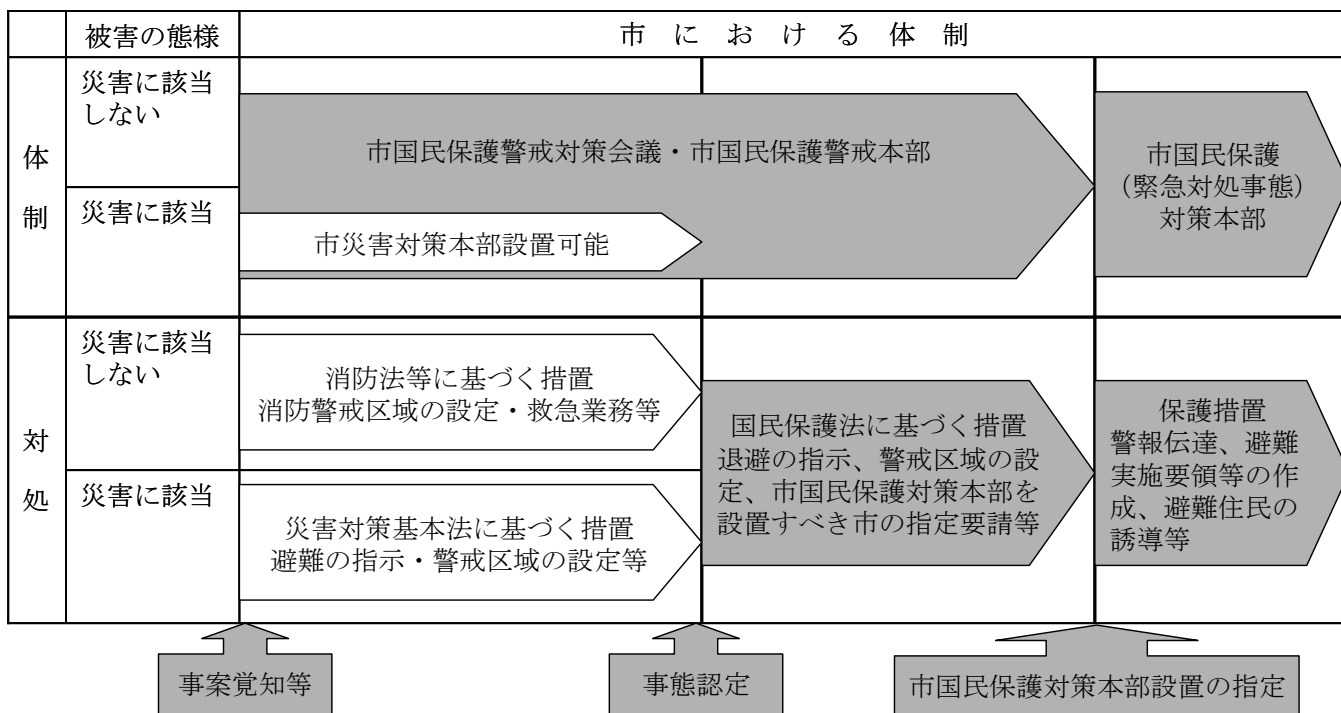 被害の態様
市における体制
体制
災害に該当
しない
市国民保護警戒対策会議・市国民保護警戒本部
市国民保護
(緊急対処事態)
対策本部
災害に該当
市災害対策本部設置可能
対処
災害に該当
しない
消防法等に基づく措置
消防警戒区域の設定・救急業務等
国民保護法に基づく措置
退避の指示、警戒区域の設
定、市国民保護対策本部を
設置すべき市の指定要請等
保護措置
警報伝達、避難
実施要領等の作
成、避難住民の
誘導等
災害に該当
災害対策基本法に基づく措置
避難の指示・警戒区域の設定等
事案覚知等
事態認定
市国民保護対策本部設置の指定